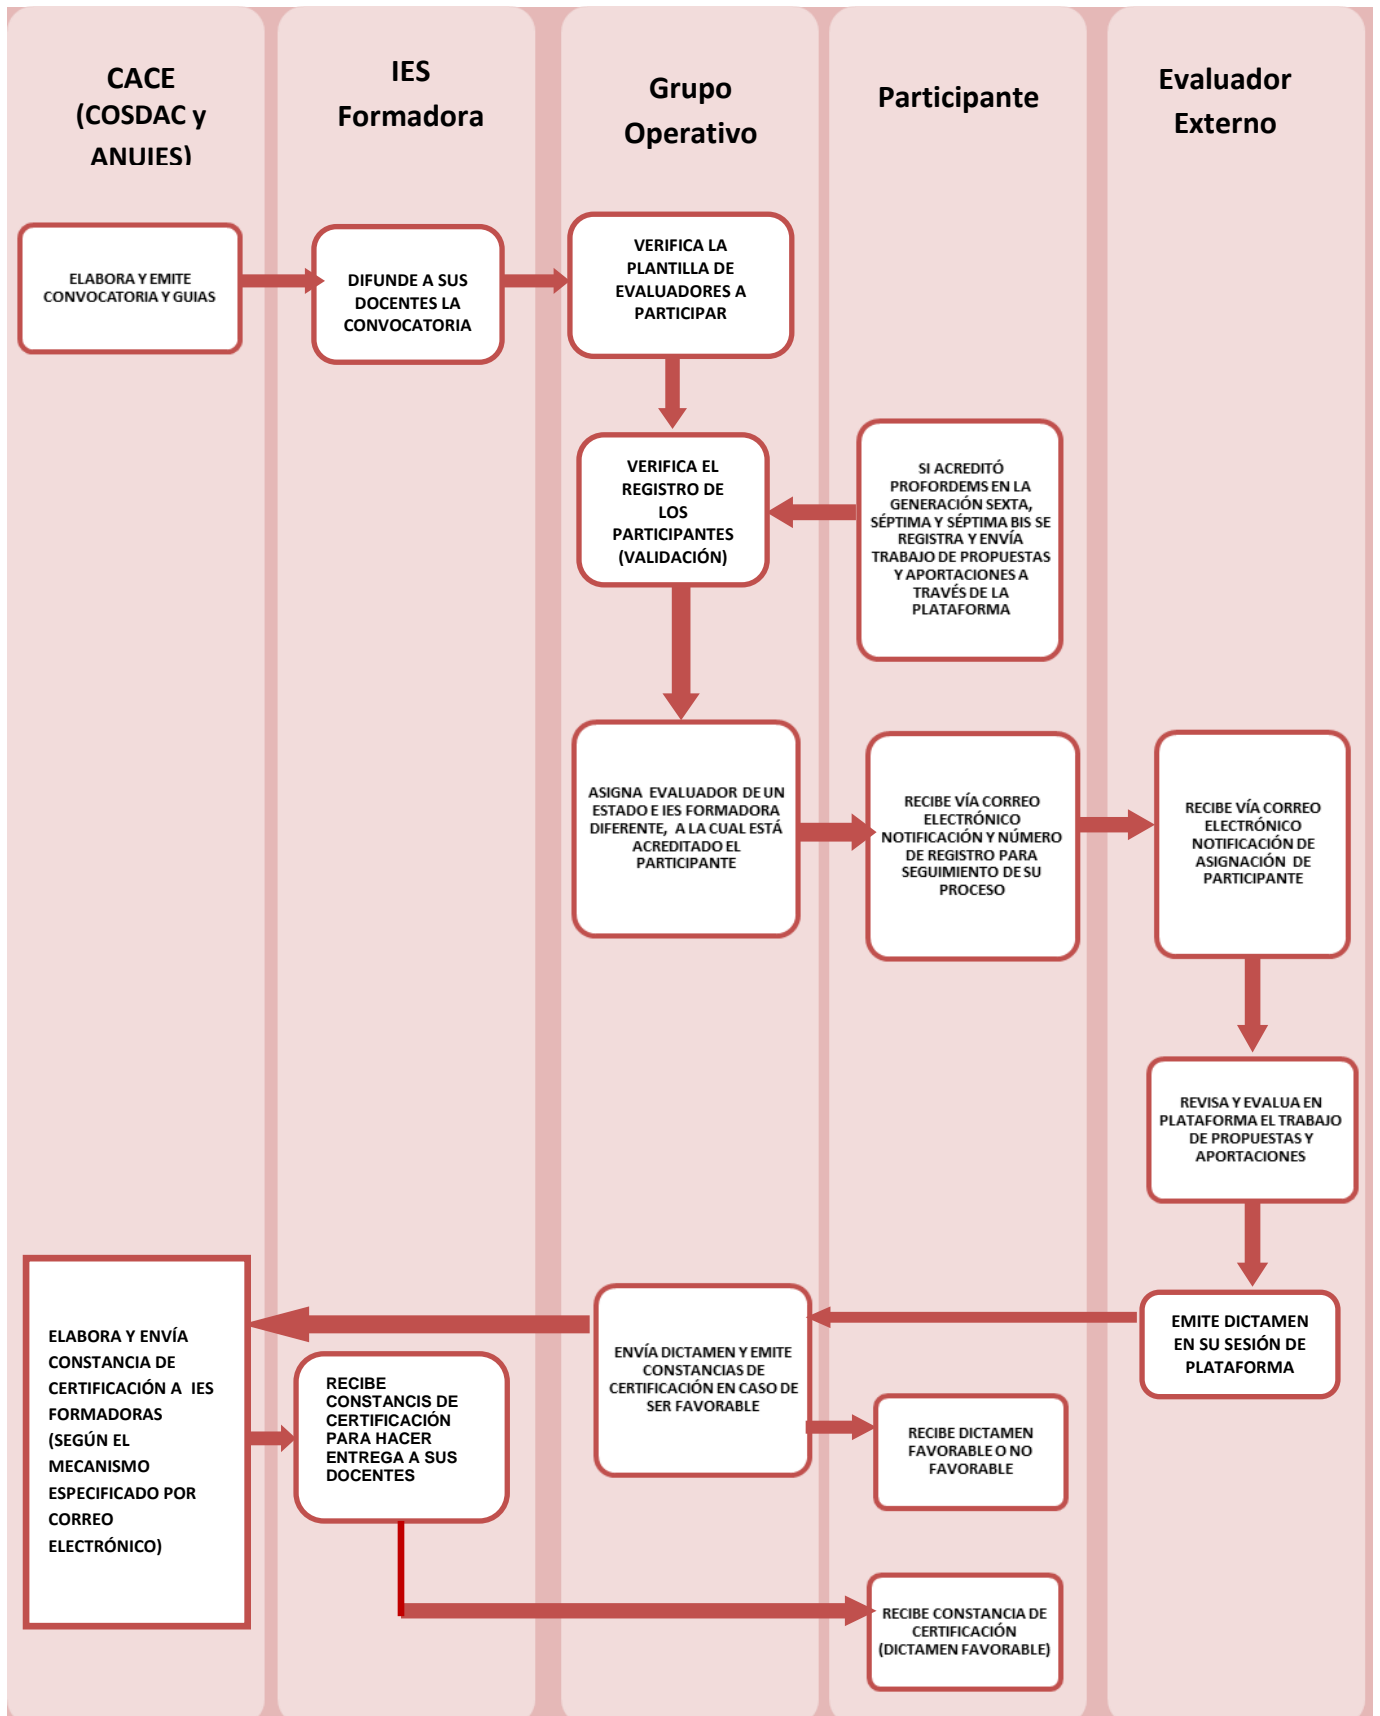 CACE
(COSDAC y
ANUIES)
IES
Formadora
Grupo
Operativo
Participante
Evaluador
Externo
ELABORA Y EMITE
CONVOCATORIA Y GUIAS
DIFUNDE A SUS
DOCENTES LA
CONVOCATORIA
VERIFICA LA
PLANTILLA DE
EVALUADORES A
PARTICIPAR
VERIFICA EL
REGISTRO DE
LOS
PARTICIPANTES
(VALIDACIÓN)
SI ACREDITÓ
PROFORDEMS EN LA
GENERACIÓN SEXTA,
SÉPTIMA Y SÉPTIMA BIS SE
REGISTRA Y ENVÍA
TRABAJO DE PROPUESTAS
Y APORTACIONES A
TRAVÉS DE LA
PLATAFORMA
ASIGNA EVALUADOR DE UN
ESTADO E IES FORMADORA
DIFERENTE, A LA CUAL ESTÁ
ACREDITADO EL
PARTICIPANTE
RECIBE VÍA CORREO
ELECTRÓNICO
NOTIFICACIÓN Y NÚMERO
DE REGISTRO PARA
SEGUIMIENTO DE SU
PROCESO
RECIBE VÍA CORREO
ELECTRÓNICO
NOTIFICACIÓN DE
ASIGNACIÓN DE
PARTICIPANTE
REVISA Y EVALUA EN
PLATAFORMA EL TRABAJO
DE PROPUESTAS Y
APORTACIONES
EMITE DICTAMEN
EN SU SESIÓN DE
PLATAFORMA
ENVÍA DICTAMEN Y EMITE
CONSTANCIAS DE
CERTIFICACIÓN EN CASO DE
SER FAVORABLE
ELABORA Y ENVÍA
CONSTANCIA DE
CERTIFICACIÓN A IES
FORMADORAS
(SEGÚN EL
MECANISMO
ESPECIFICADO POR
CORREO
ELECTRÓNICO)
RECIBE
CONSTANCIS DE
CERTIFICACIÓN
PARA HACER
ENTREGA A SUS
DOCENTES
RECIBE DICTAMEN
FAVORABLE O NO
FAVORABLE
RECIBE CONSTANCIA DE
CERTIFICACIÓN
(DICTAMEN FAVORABLE)